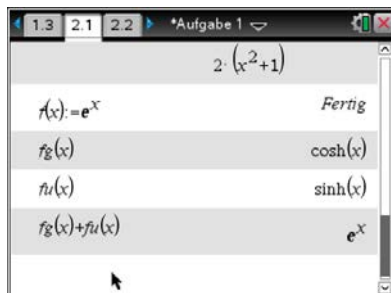 1.3 2.1 2.2 *Aufgabe 1
2·(x²+1)
f(x):=eˣ Fertig
fg(x) cosh(x)
fu(x) sinh(x)
fg(x)+fu(x) eˣ